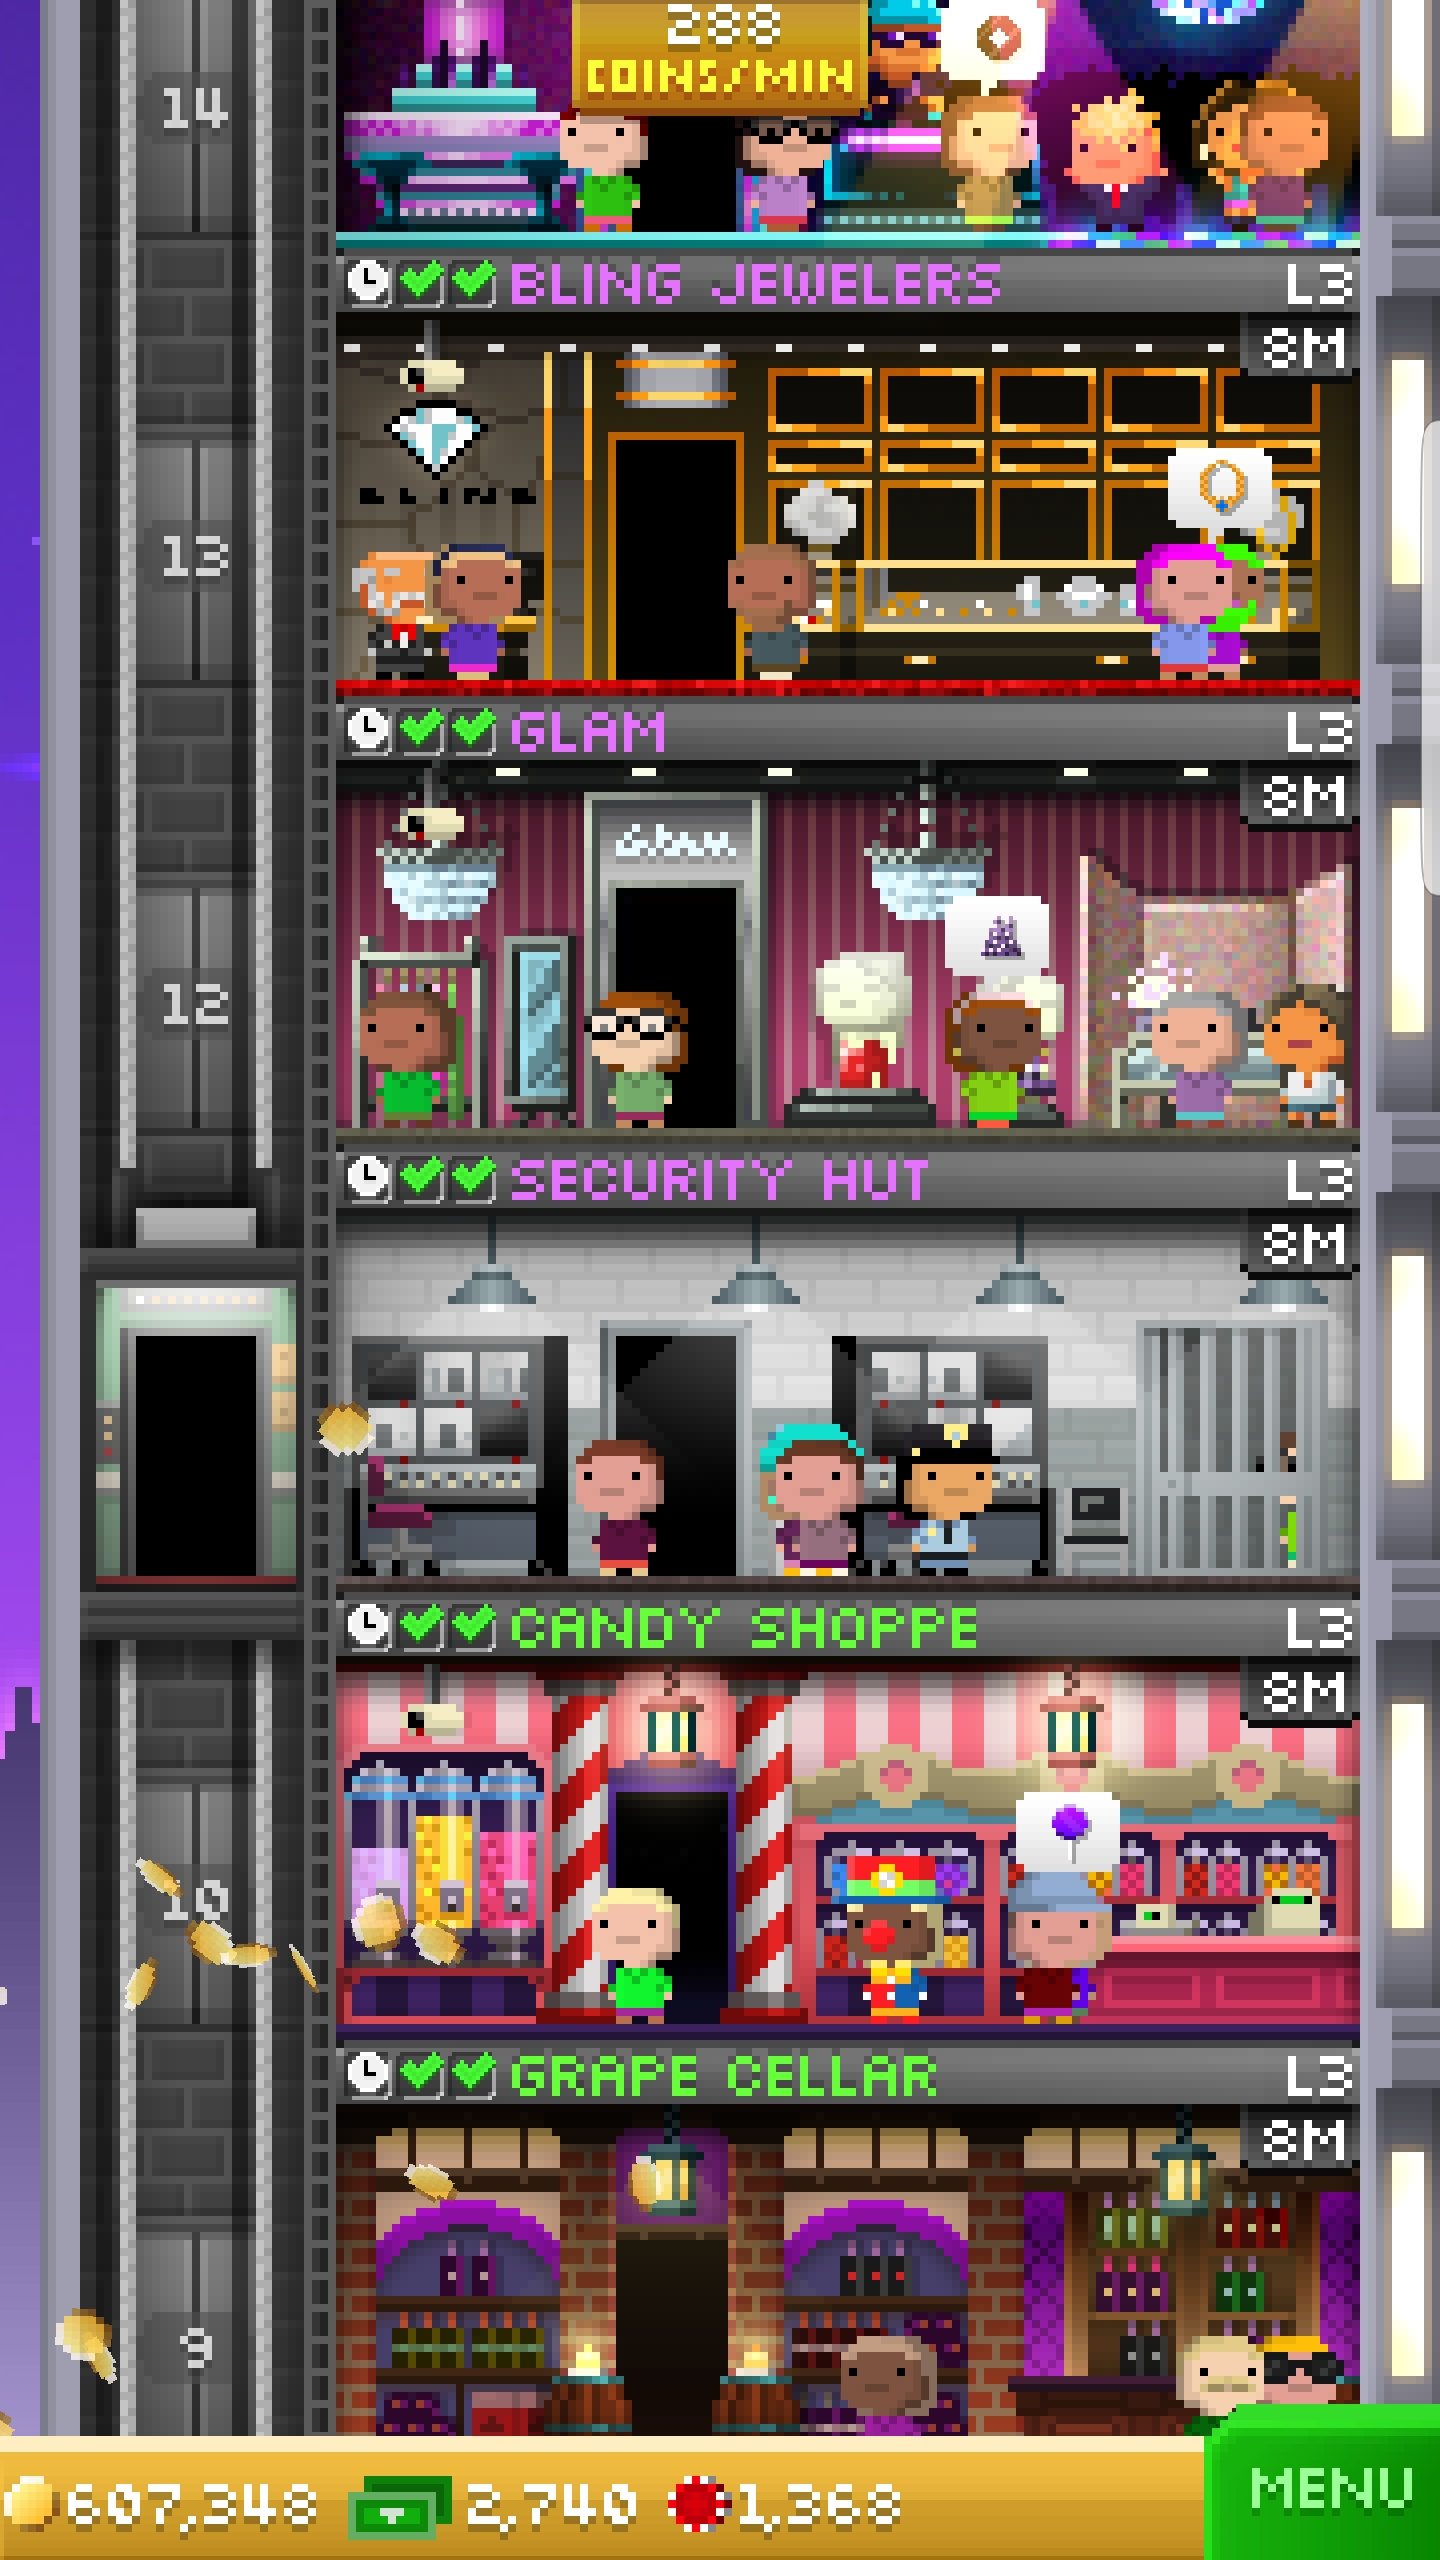 288
COINS/MIN
14
BLING JEWELERS L3
8M
BLING
13
GLAM L3
8M
Glam
12
SECURITY HUT L3
8M
CANDY SHOPPE L3
8M
10
GRAPE CELLAR L3
8M
9
607,348 2,740 1,368 MENU